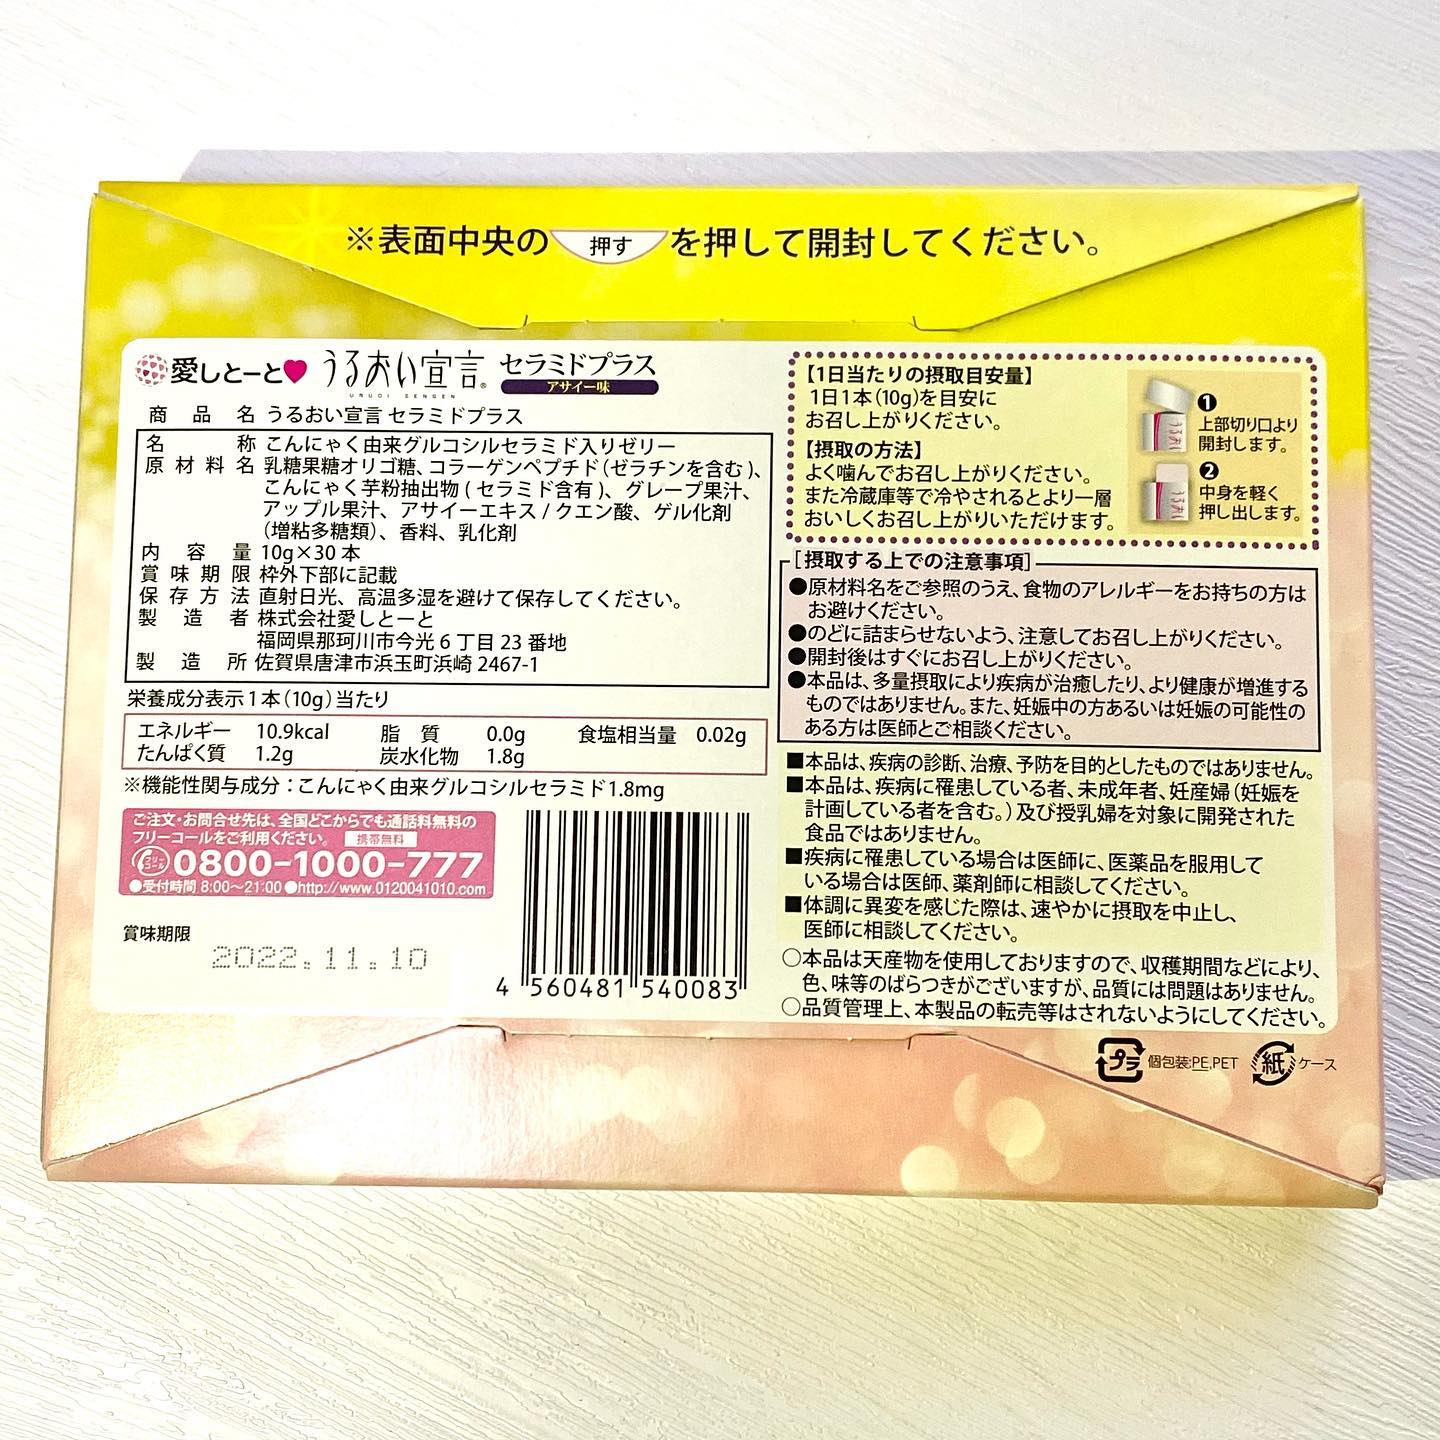 ※表面中央の 押す を押して開封してください。
愛しとーと うるおい宣言® セラミドプラス
URUOI SENGEN アサイー味
商品名 うるおい宣言 セラミドプラス
名称 こんにゃく由来グルコシルセラミド入りゼリー
原材料名 乳糖果糖オリゴ糖、コラーゲンペプチド(ゼラチンを含む)、
こんにゃく芋粉抽出物(セラミド含有)、グレープ果汁、
アップル果汁、アサイーエキス/クエン酸、ゲル化剤
(増粘多糖類)、香料、乳化剤
内容量 10g×30本
賞味期限 枠外下部に記載
保存方法 直射日光、高温多湿を避けて保存してください。
製造者 株式会社愛しとーと
福岡県那珂川市今光6丁目23番地
製造所 佐賀県唐津市浜玉町浜崎2467-1
栄養成分表示1本(10g)当たり
エネルギー 10.9kcal 脂質 0.0g 食塩相当量 0.02g
たんぱく質 1.2g 炭水化物 1.8g
※機能性関与成分:こんにゃく由来グルコシルセラミド1.8mg
ご注文・お問合せ先は、全国どこからでも通話料無料の
フリーコールをご利用ください。 携帯無料
フリーコール 0800-1000-777
●受付時間 8:00~21:00 ●http://www.0120041010.com
賞味期限
2022.11.10
4 560481 540083
【1日当たりの摂取目安量】
1日1本(10g)を目安に
お召し上がりください。
【摂取の方法】
よく噛んでお召し上がりください。
また冷蔵庫等で冷やされるとより一層
おいしくお召し上がりいただけます。
❶
上部切り口より
開封します。
❷
中身を軽く
押し出します。
うるおい
うるおい
[摂取する上での注意事項]
●原材料名をご参照のうえ、食物のアレルギーをお持ちの方は
お避けください。
●のどに詰まらせないよう、注意してお召し上がりください。
●開封後はすぐにお召し上がりください。
●本品は、多量摂取により疾病が治癒したり、より健康が増進する
ものではありません。また、妊娠中の方あるいは妊娠の可能性の
ある方は医師とご相談ください。
■本品は、疾病の診断、治療、予防を目的としたものではありません。
■本品は、疾病に罹患している者、未成年者、妊産婦(妊娠を
計画している者を含む。)及び授乳婦を対象に開発された
食品ではありません。
■疾病に罹患している場合は医師に、医薬品を服用して
いる場合は医師、薬剤師に相談してください。
■体調に異変を感じた際は、速やかに摂取を中止し、
医師に相談してください。
○本品は天産物を使用しておりますので、収穫期間などにより、
色、味等のばらつきがございますが、品質には問題はありません。
○品質管理上、本製品の転売等はされないようにしてください。
プラ 個包装:PE,PET 紙 ケース